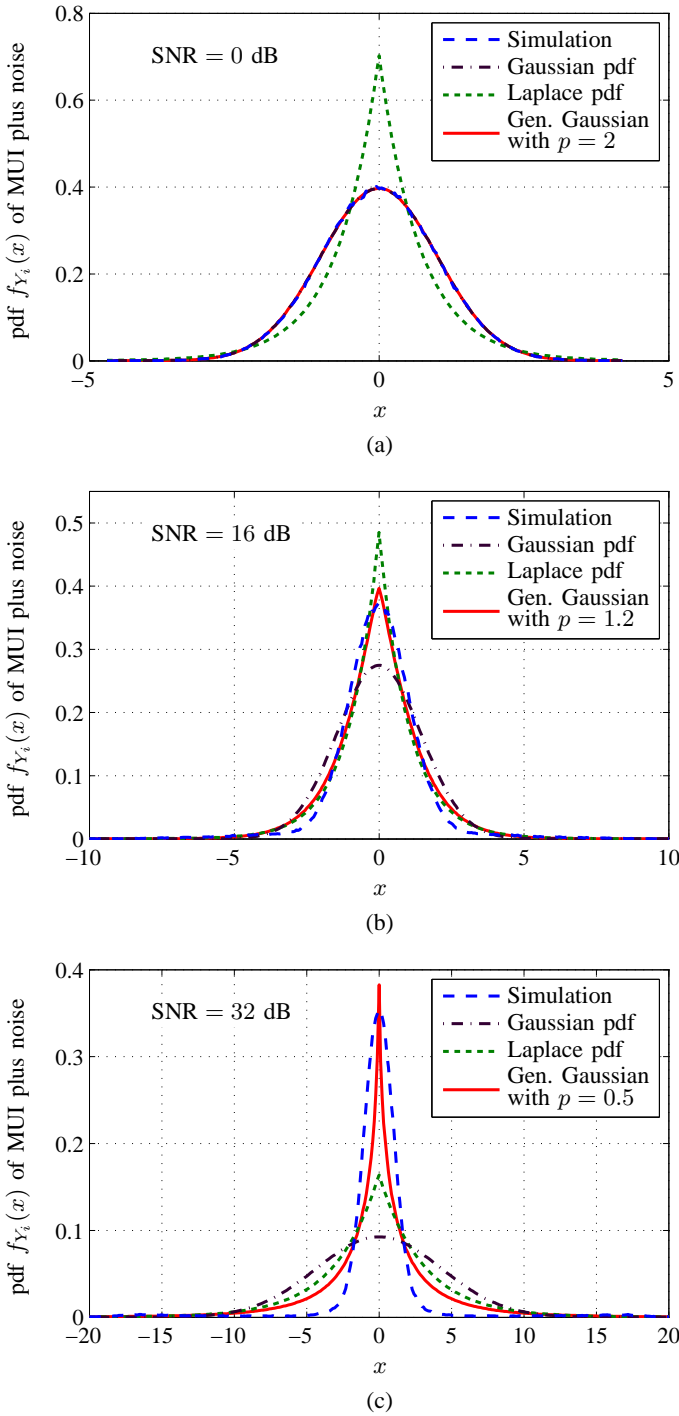 0.8
0.6
0.4
0.2
0
pdf f_{Y_i}(x) of MUI plus noise
SNR = 0 dB
Simulation
Gaussian pdf
Laplace pdf
Gen. Gaussian
with p = 2
−5 0 5
x
(a)
0.5
0.4
0.3
0.2
0.1
0
pdf f_{Y_i}(x) of MUI plus noise
SNR = 16 dB
Simulation
Gaussian pdf
Laplace pdf
Gen. Gaussian
with p = 1.2
−10 −5 0 5 10
x
(b)
0.4
0.3
0.2
0.1
0
pdf f_{Y_i}(x) of MUI plus noise
SNR = 32 dB
Simulation
Gaussian pdf
Laplace pdf
Gen. Gaussian
with p = 0.5
−20 −15 −10 −5 0 5 10 15 20
x
(c)